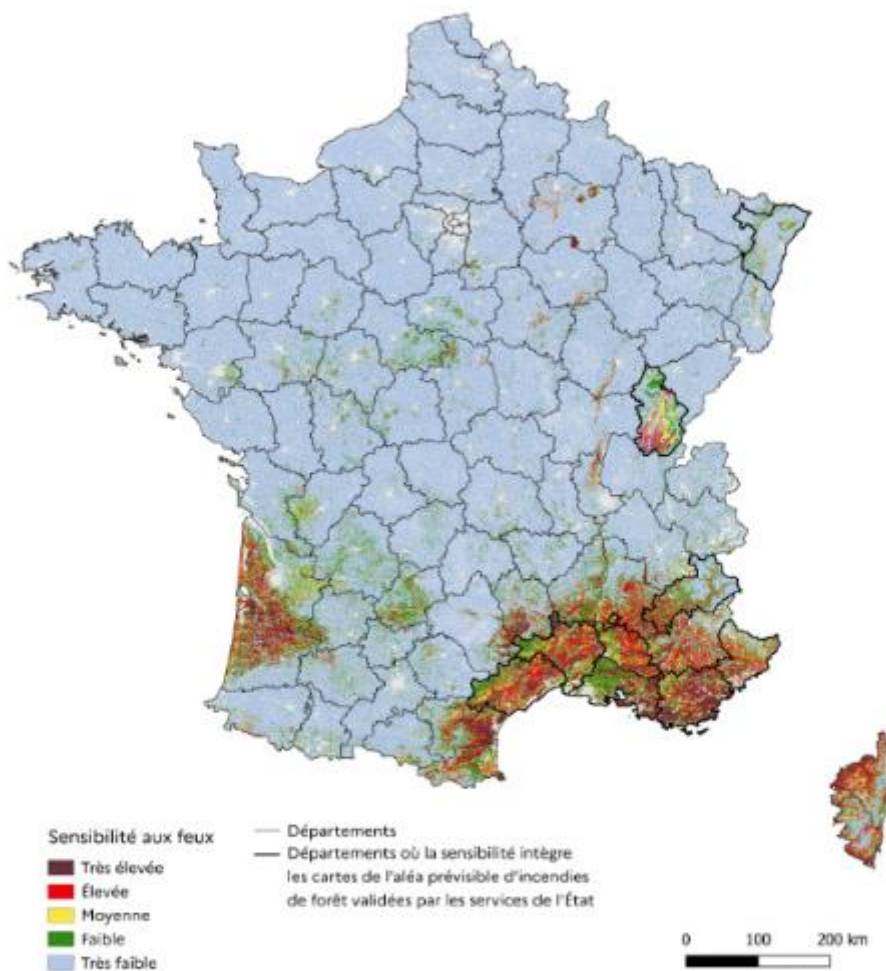 Sensibilité aux feux
Très élevée
Élevée
Moyenne
Faible
Très faible
Départements
Départements où la sensibilité intègre
les cartes de l'aléa prévisible d'incendies
de forêt validées par les services de l'État
0 100 200 km